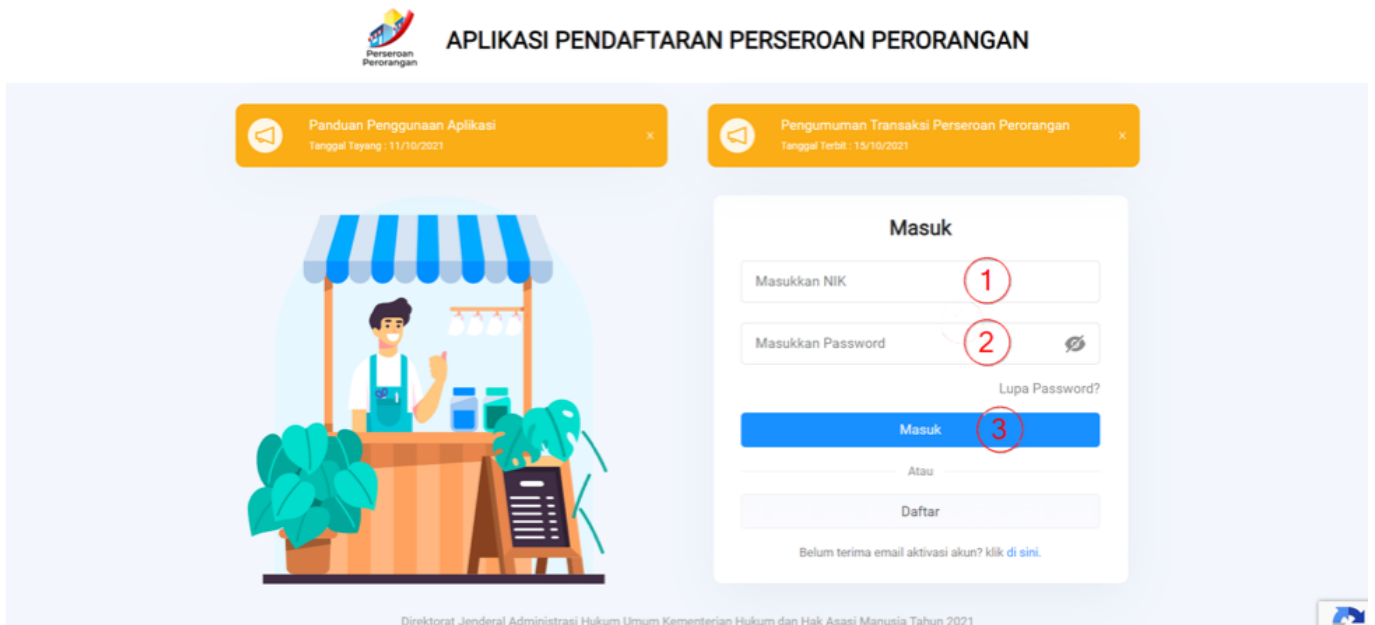 Perseroan
Perorangan
APLIKASI PENDAFTARAN PERSEROAN PERORANGAN
Panduan Penggunaan Aplikasi
Tanggal Tayang : 11/10/2021
×
Pengumuman Transaksi Perseroan Perorangan
Tanggal Terbit : 15/10/2021
×
Masuk
Masukkan NIK
1
Masukkan Password
2
Lupa Password?
Masuk
3
Atau
Daftar
Belum terima email aktivasi akun? klik di sini.
Direktorat Jenderal Administrasi Hukum Umum Kementerian Hukum dan Hak Asasi Manusia Tahun 2021